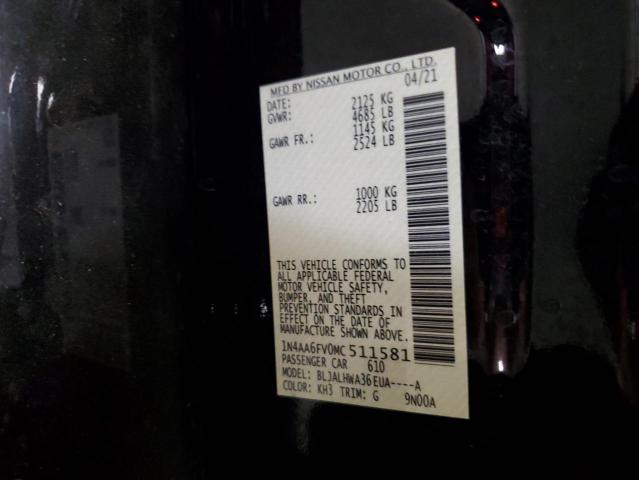 MFD BY NISSAN MOTOR CO., LTD.
DATE: 04/21
GVWR: 2125 KG
4685 LB
GAWR FR.: 1145 KG
2524 LB
GAWR RR.: 1000 KG
2205 LB
THIS VEHICLE CONFORMS TO
ALL APPLICABLE FEDERAL
MOTOR VEHICLE SAFETY,
BUMPER, AND THEFT
PREVENTION STANDARDS IN
EFFECT ON THE DATE OF
MANUFACTURE SHOWN ABOVE.
1N4AA6FV0MC511581
PASSENGER CAR 610
MODEL: BLJALHWA36EUA----A
COLOR: KH3 TRIM: G 9N00A